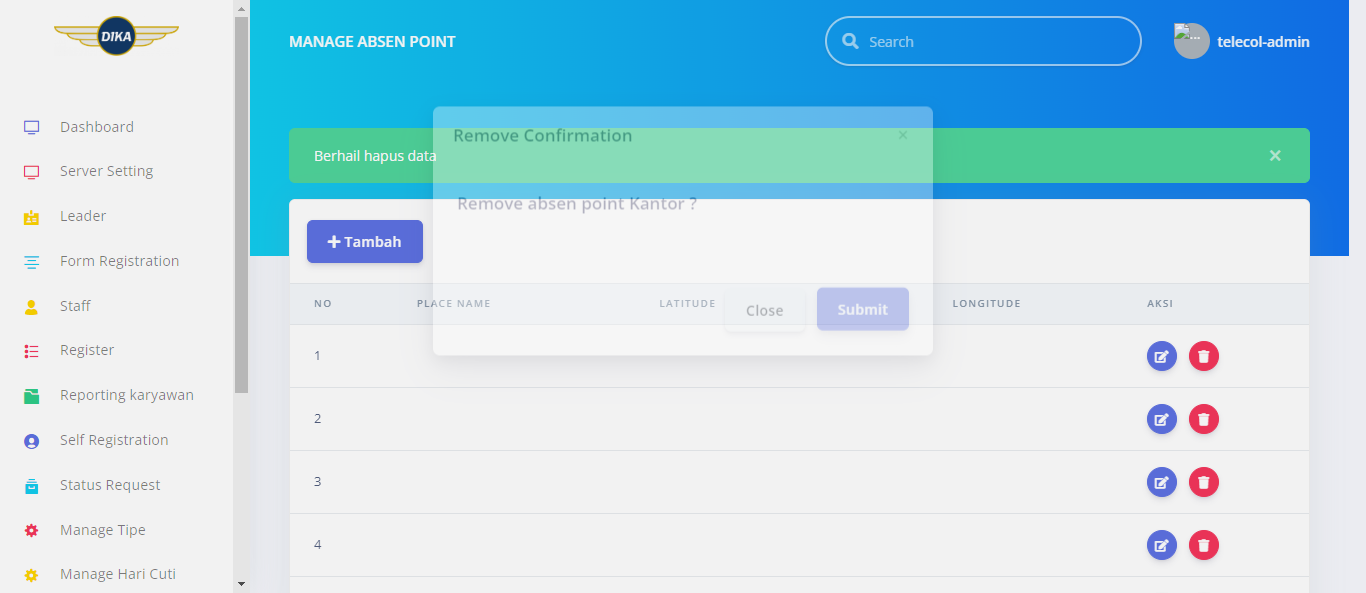 DIKA
MANAGE ABSEN POINT
Search
...
telecol-admin
Dashboard
Server Setting
Leader
Form Registration
Staff
Register
Reporting karyawan
Self Registration
Status Request
Manage Tipe
Manage Hari Cuti
Remove Confirmation ×
Berhail hapus data ×
Remove absen point Kantor ?
+ Tambah
Close Submit
NO PLACE NAME LATITUDE LONGITUDE AKSI
1
2
3
4